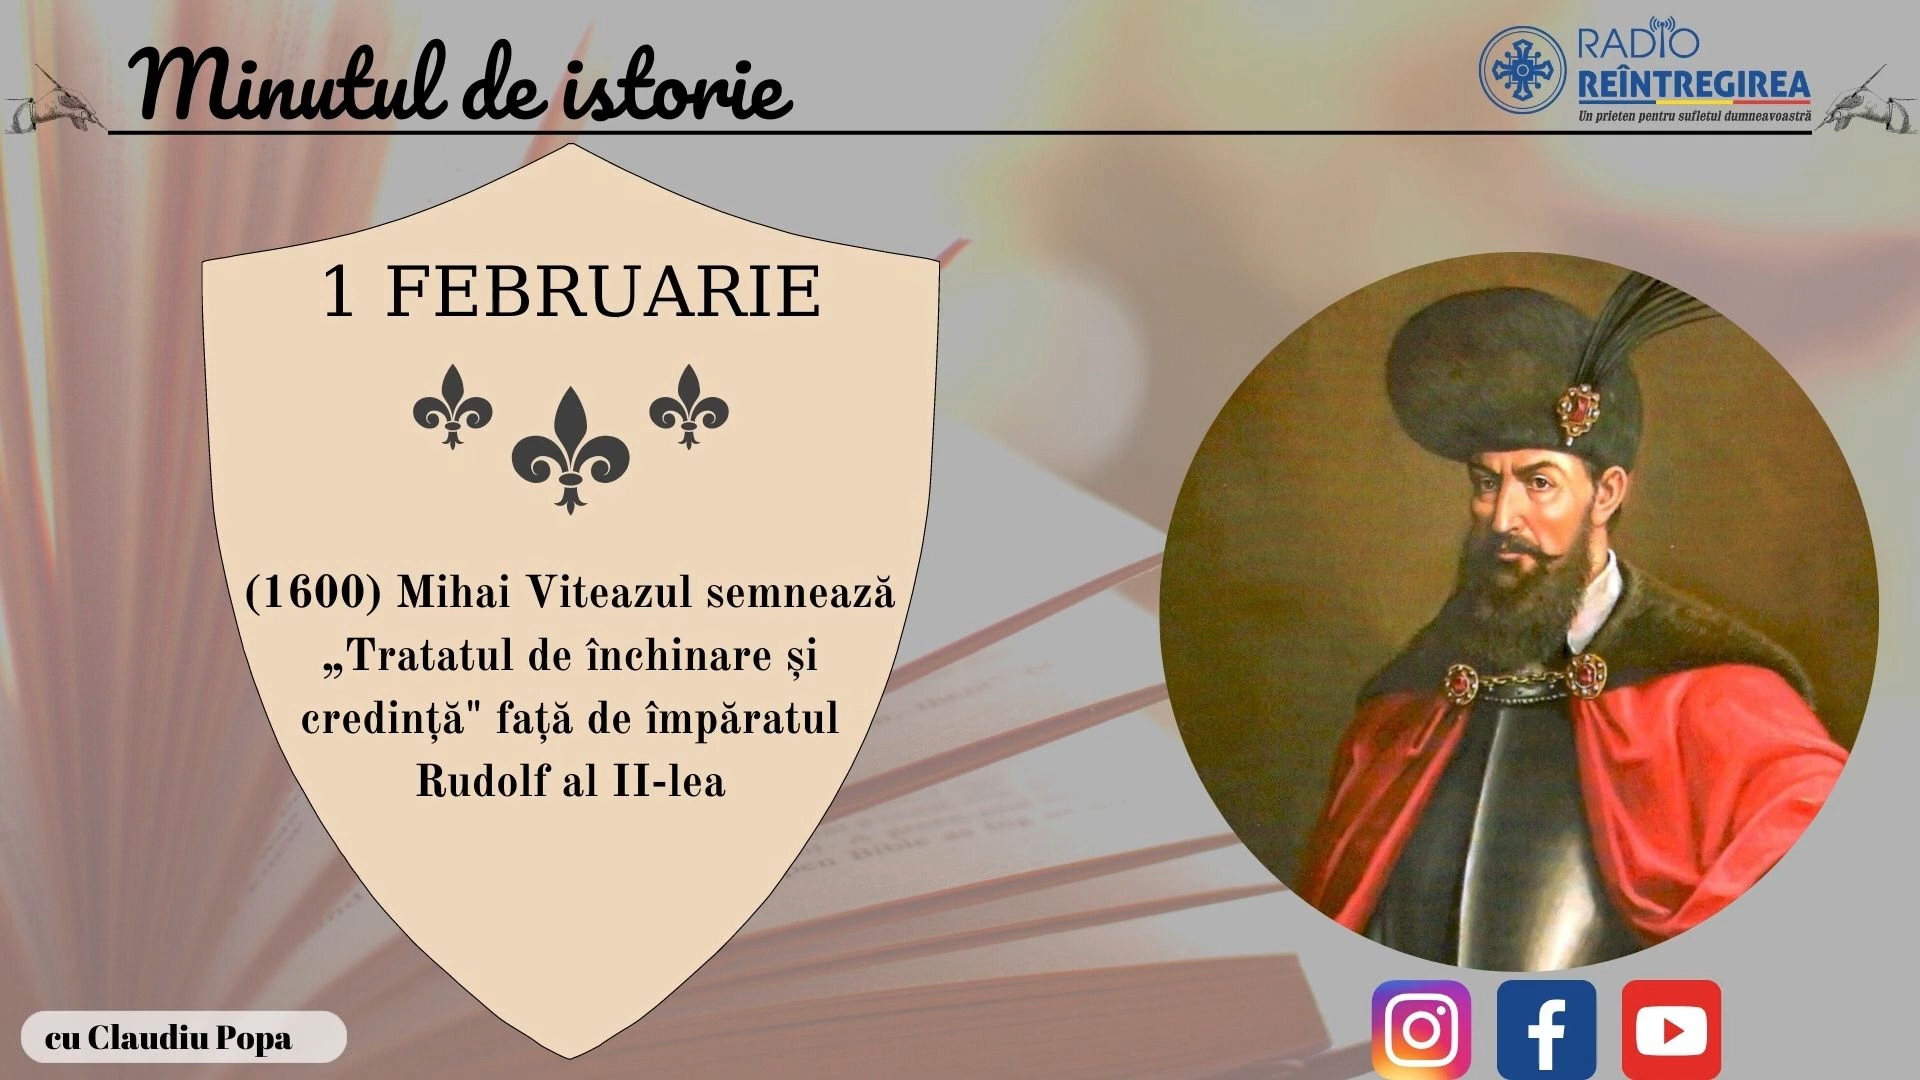 Minutul de istorie
RADIO
REÎNTREGIREA
Un prieten pentru sufletul dumneavoastră
1 FEBRUARIE
(1600) Mihai Viteazul semnează
„Tratatul de închinare și
credință" față de împăratul
Rudolf al II-lea
cu Claudiu Popa